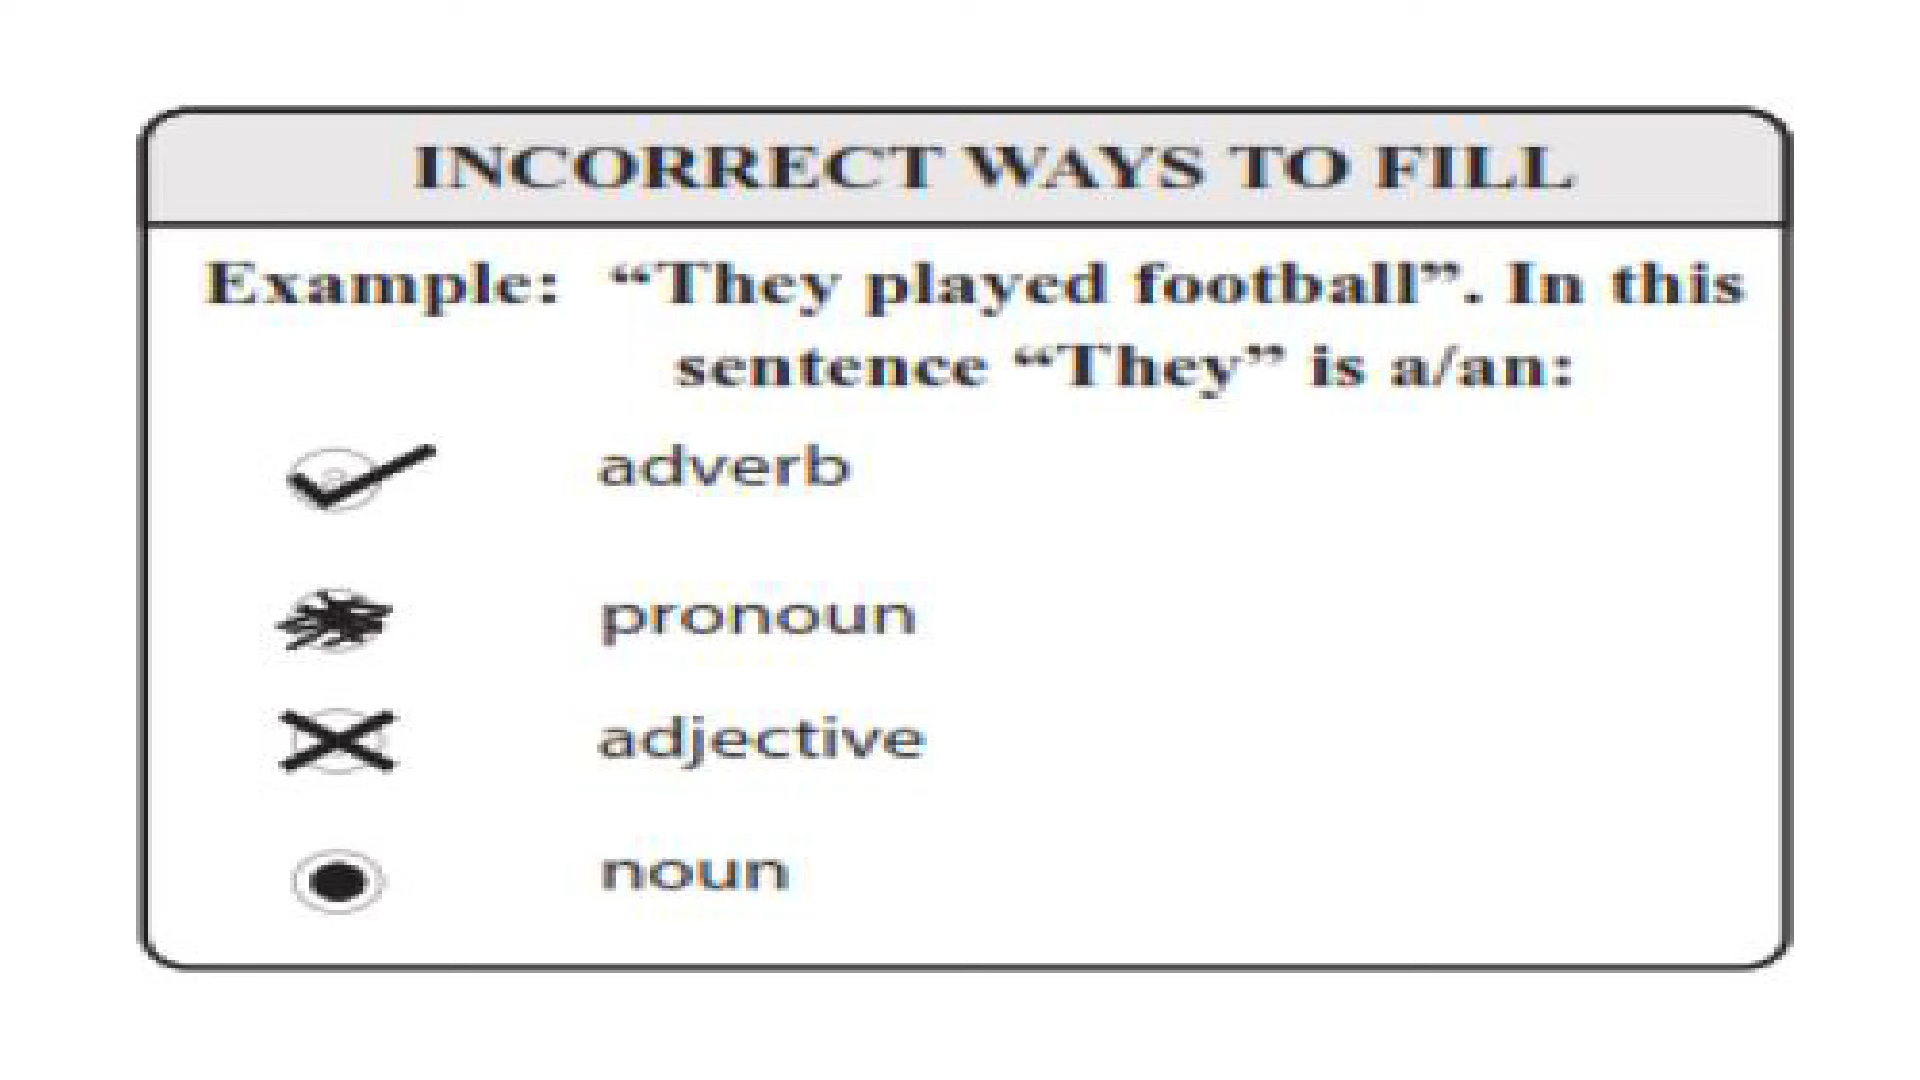 INCORRECT WAYS TO FILL
Example: “They played football”. In this
sentence “They” is a/an:
adverb
pronoun
adjective
noun